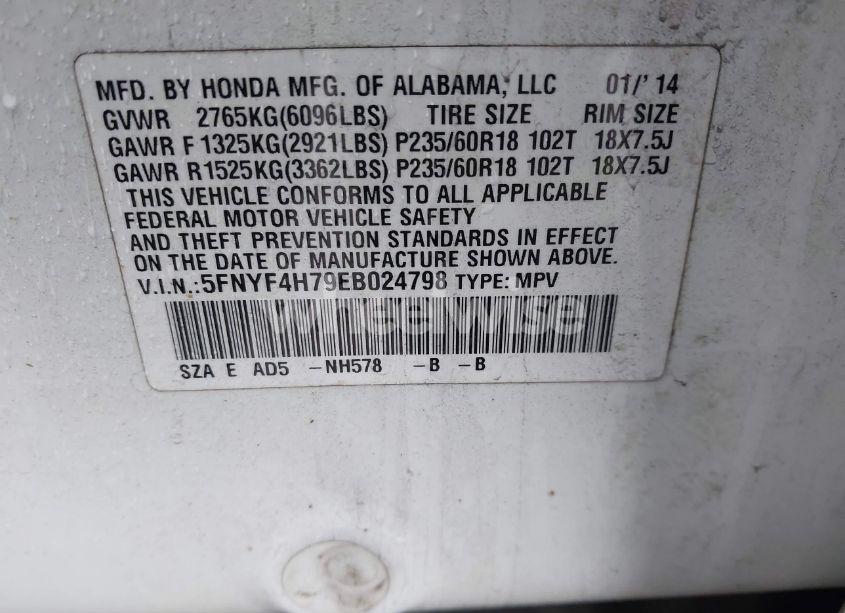 MFD. BY HONDA MFG. OF ALABAMA, LLC 01/' 14
GVWR 2765KG(6096LBS) TIRE SIZE RIM SIZE
GAWR F 1325KG(2921LBS) P235/60R18 102T 18X7.5J
GAWR R1525KG(3362LBS) P235/60R18 102T 18X7.5J
THIS VEHICLE CONFORMS TO ALL APPLICABLE
FEDERAL MOTOR VEHICLE SAFETY
AND THEFT PREVENTION STANDARDS IN EFFECT
ON THE DATE OF MANUFACTURE SHOWN ABOVE.
V.I.N.:5FNYF4H79EB024798 TYPE: MPV
wheelwise
SZA E AD5 -NH578 -B -B